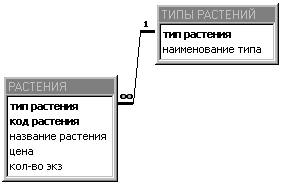 ТИПЫ РАСТЕНИЙ
тип растения
наименование типа
1
∞
РАСТЕНИЯ
тип растения
код растения
название растения
цена
кол-во экз